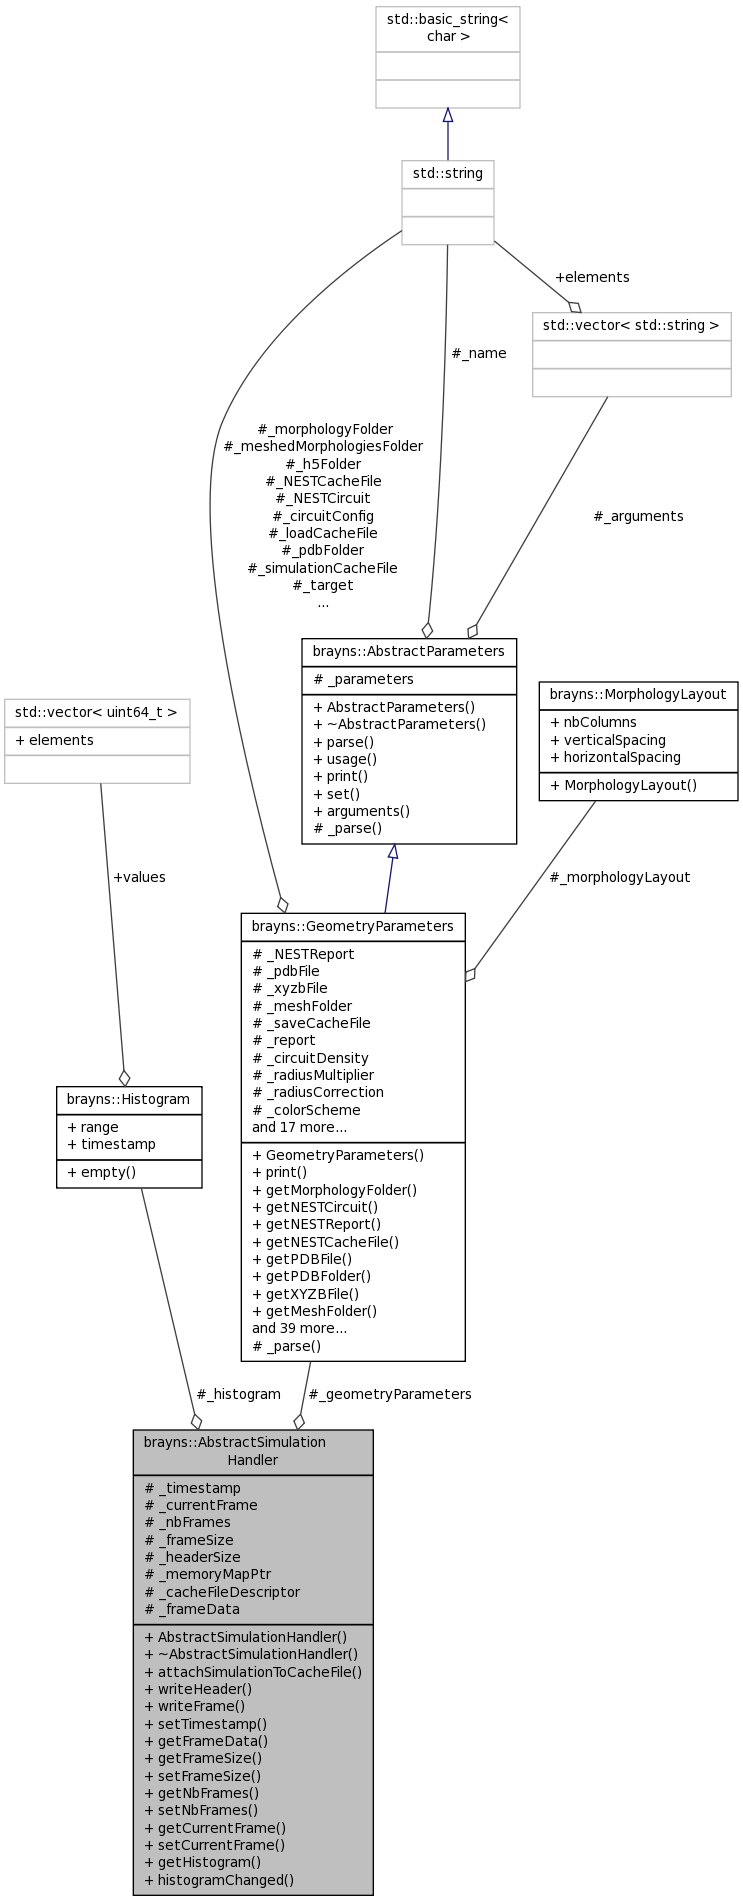 std::basic_string<
char >
std::string
+elements
std::vector< std::string >
#_name
#_morphologyFolder
#_meshedMorphologiesFolder
#_h5Folder
#_NESTCacheFile
#_NESTCircuit
#_circuitConfig
#_loadCacheFile
#_pdbFolder
#_simulationCacheFile
#_target
...
#_arguments
brayns::AbstractParameters
# _parameters
+ AbstractParameters()
+ ~AbstractParameters()
+ parse()
+ usage()
+ print()
+ set()
+ arguments()
# _parse()
brayns::MorphologyLayout
+ nbColumns
+ verticalSpacing
+ horizontalSpacing
+ MorphologyLayout()
std::vector< uint64_t >
+ elements
+values
#_morphologyLayout
brayns::GeometryParameters
# _NESTReport
# _pdbFile
# _xyzbFile
# _meshFolder
# _saveCacheFile
# _report
# _circuitDensity
# _radiusMultiplier
# _radiusCorrection
# _colorScheme
and 17 more...
+ GeometryParameters()
+ print()
+ getMorphologyFolder()
+ getNESTCircuit()
+ getNESTReport()
+ getNESTCacheFile()
+ getPDBFile()
+ getPDBFolder()
+ getXYZBFile()
+ getMeshFolder()
and 39 more...
# _parse()
brayns::Histogram
+ range
+ timestamp
+ empty()
#_histogram
#_geometryParameters
brayns::AbstractSimulation
Handler
# _timestamp
# _currentFrame
# _nbFrames
# _frameSize
# _headerSize
# _memoryMapPtr
# _cacheFileDescriptor
# _frameData
+ AbstractSimulationHandler()
+ ~AbstractSimulationHandler()
+ attachSimulationToCacheFile()
+ writeHeader()
+ writeFrame()
+ setTimestamp()
+ getFrameData()
+ getFrameSize()
+ setFrameSize()
+ getNbFrames()
+ setNbFrames()
+ getCurrentFrame()
+ setCurrentFrame()
+ getHistogram()
+ histogramChanged()